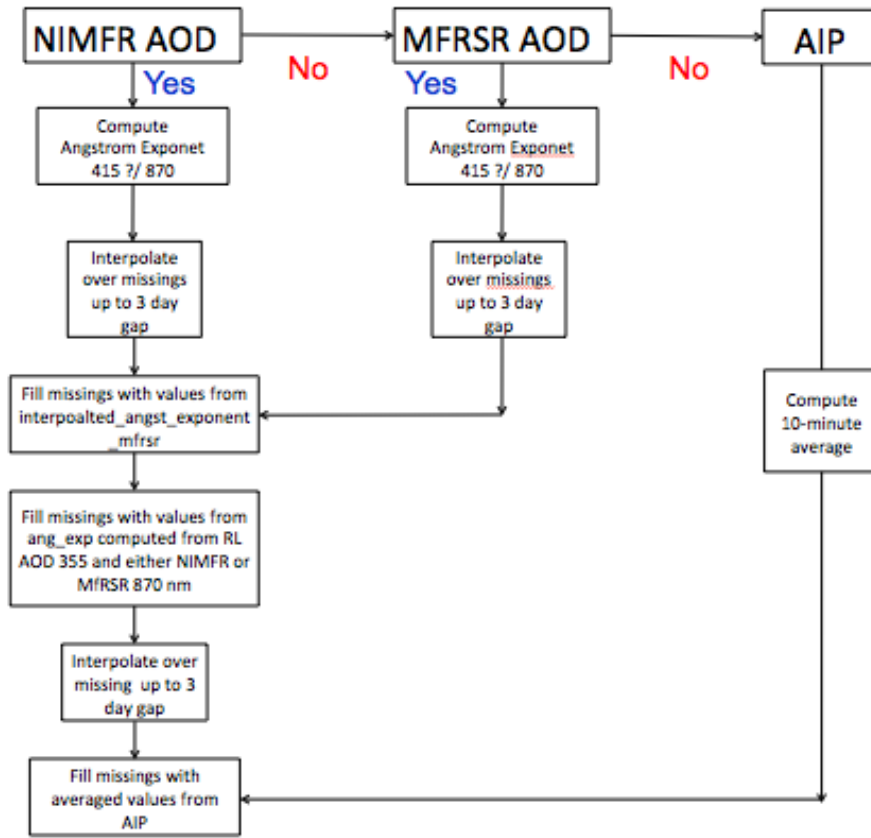 NIMFR AOD
No
MFRSR AOD
No
AIP
Yes
Yes
Compute
Angstrom Exponet
415 ?/ 870
Compute
Angstrom Exponet
415 ?/ 870
Interpolate
over missings
up to 3 day
gap
Interpolate
over missings
up to 3 day
gap
Fill missings with values from
interpoalted_angst_exponent
_mfrsr
Compute
10-minute
average
Fill missings with values from
ang_exp computed from RL
AOD 355 and either NIMFR or
MfRSR 870 nm
Interpolate over
missing up to 3
day gap
Fill missings with
averaged values from
AIP